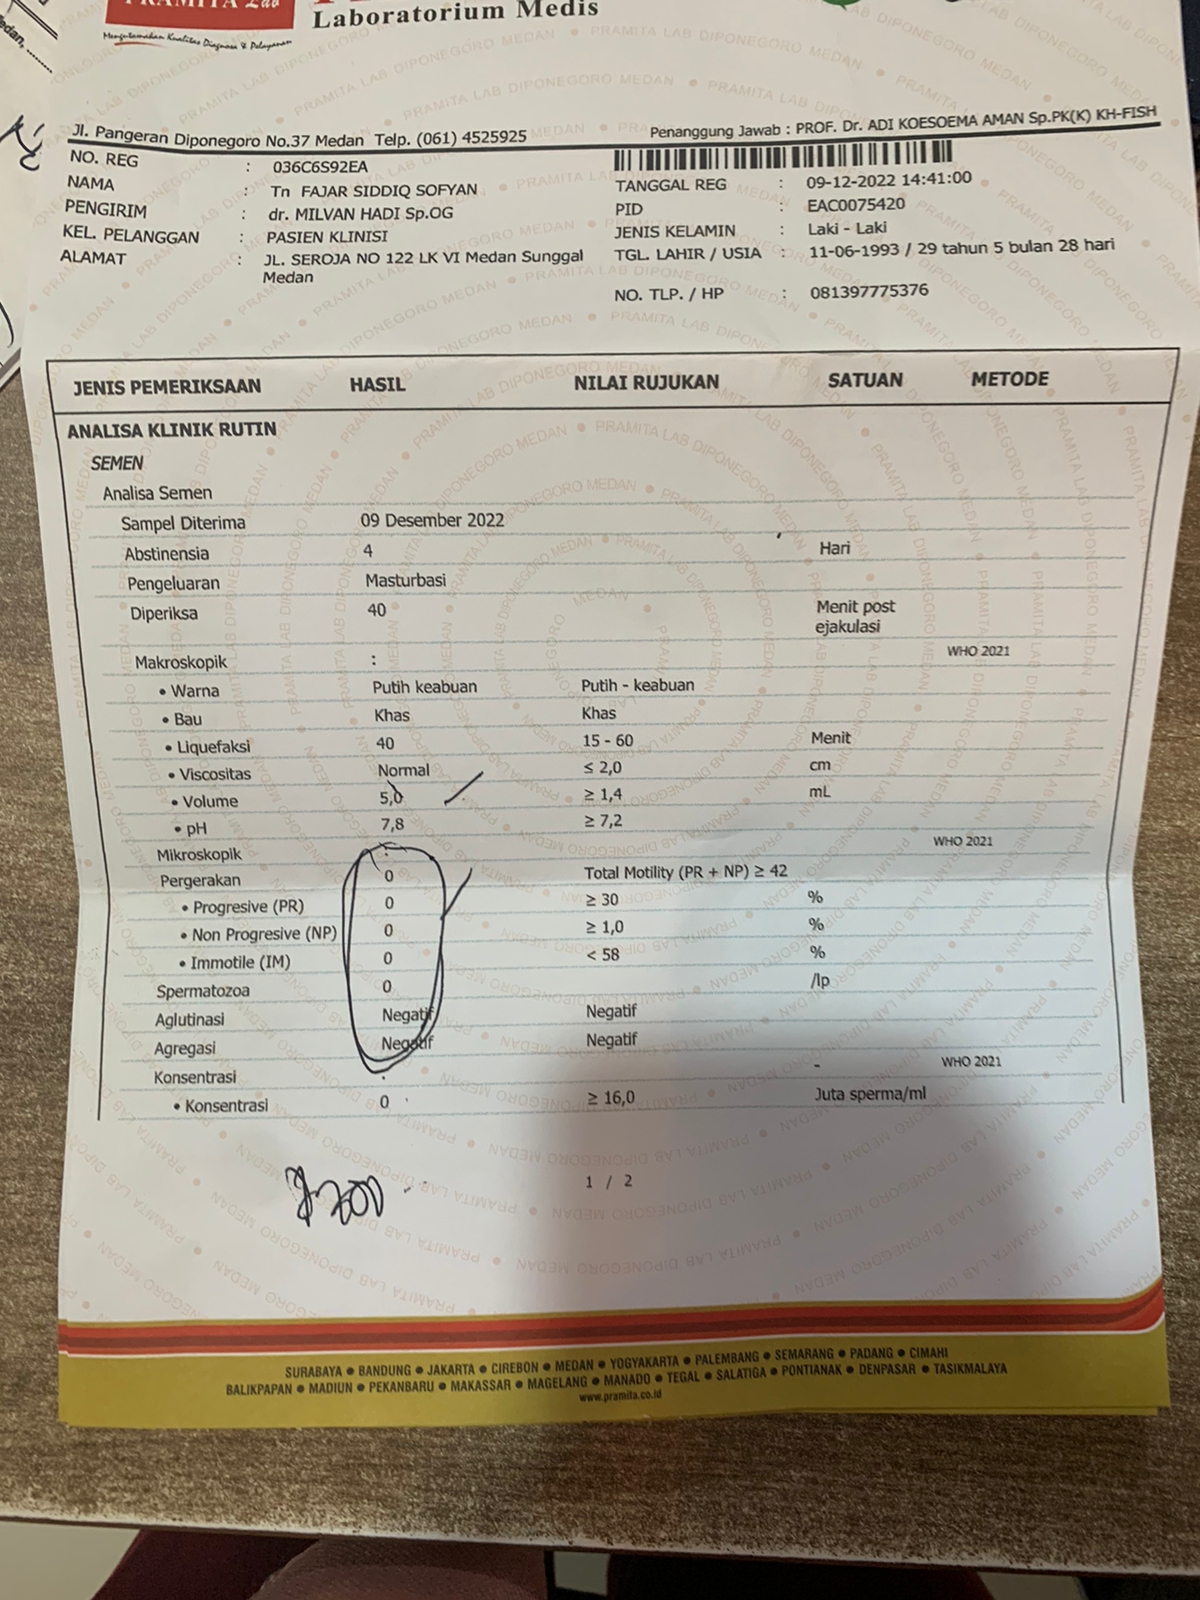 PRAMITA Lab
Mengutamakan Kualitas Diagnosa & Pelayanan
Laboratorium Medis
Jl. Pangeran Diponegoro No.37 Medan Telp. (061) 4525925
Penanggung Jawab : PROF. Dr. ADI KOESOEMA AMAN Sp.PK(K) KH-FISH
NO. REG : 036C6S92EA
NAMA : Tn FAJAR SIDDIQ SOFYAN
PENGIRIM : dr. MILVAN HADI Sp.OG
KEL. PELANGGAN : PASIEN KLINISI
ALAMAT : JL. SEROJA NO 122 LK VI Medan Sunggal
Medan
TANGGAL REG : 09-12-2022 14:41:00
PID : EAC0075420
JENIS KELAMIN : Laki - Laki
TGL. LAHIR / USIA : 11-06-1993 / 29 tahun 5 bulan 28 hari
NO. TLP. / HP : 081397775376
JENIS PEMERIKSAAN HASIL NILAI RUJUKAN SATUAN METODE
ANALISA KLINIK RUTIN
SEMEN
Analisa Semen
Sampel Diterima 09 Desember 2022
Abstinensia 4 Hari
Pengeluaran Masturbasi
Diperiksa 40 Menit post
ejakulasi
Makroskopik : WHO 2021
• Warna Putih keabuan Putih - keabuan
• Bau Khas Khas
• Liquefaksi 40 15 - 60 Menit
• Viscositas Normal ≤ 2,0 cm
• Volume 5,0 ≥ 1,4 mL
• pH 7,8 ≥ 7,2
Mikroskopik : WHO 2021
Pergerakan 0 Total Motility (PR + NP) ≥ 42
• Progresive (PR) 0 ≥ 30 %
• Non Progresive (NP) 0 ≥ 1,0 %
• Immotile (IM) 0 < 58 %
Spermatozoa 0 /lp
Aglutinasi Negatif Negatif
Agregasi Negatif Negatif
Konsentrasi : - WHO 2021
• Konsentrasi 0 ≥ 16,0 Juta sperma/ml
1 / 2
SURABAYA ● BANDUNG ● JAKARTA ● CIREBON ● MEDAN ● YOGYAKARTA ● PALEMBANG ● SEMARANG ● PADANG ● CIMAHI
BALIKPAPAN ● MADIUN ● PEKANBARU ● MAKASSAR ● MAGELANG ● MANADO ● TEGAL ● SALATIGA ● PONTIANAK ● DENPASAR ● TASIKMALAYA
www.pramita.co.id